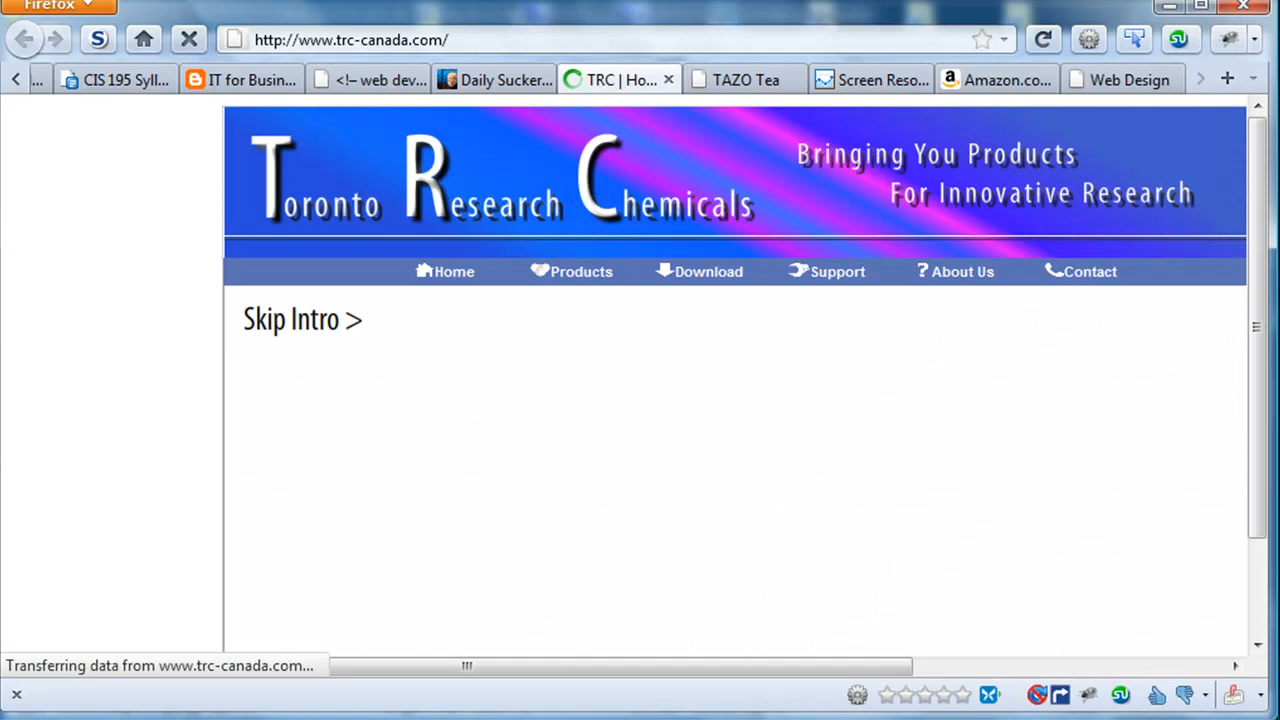 Firefox
http://www.trc-canada.com/
... CIS 195 Syll... IT for Busin... <!-- web dev... Daily Sucker... TRC | Ho... TAZO Tea Screen Reso... Amazon.co... Web Design
Toronto Research Chemicals
Bringing You Products
For Innovative Research
Home Products Download Support About Us Contact
Skip Intro >
Transferring data from www.trc-canada.com...